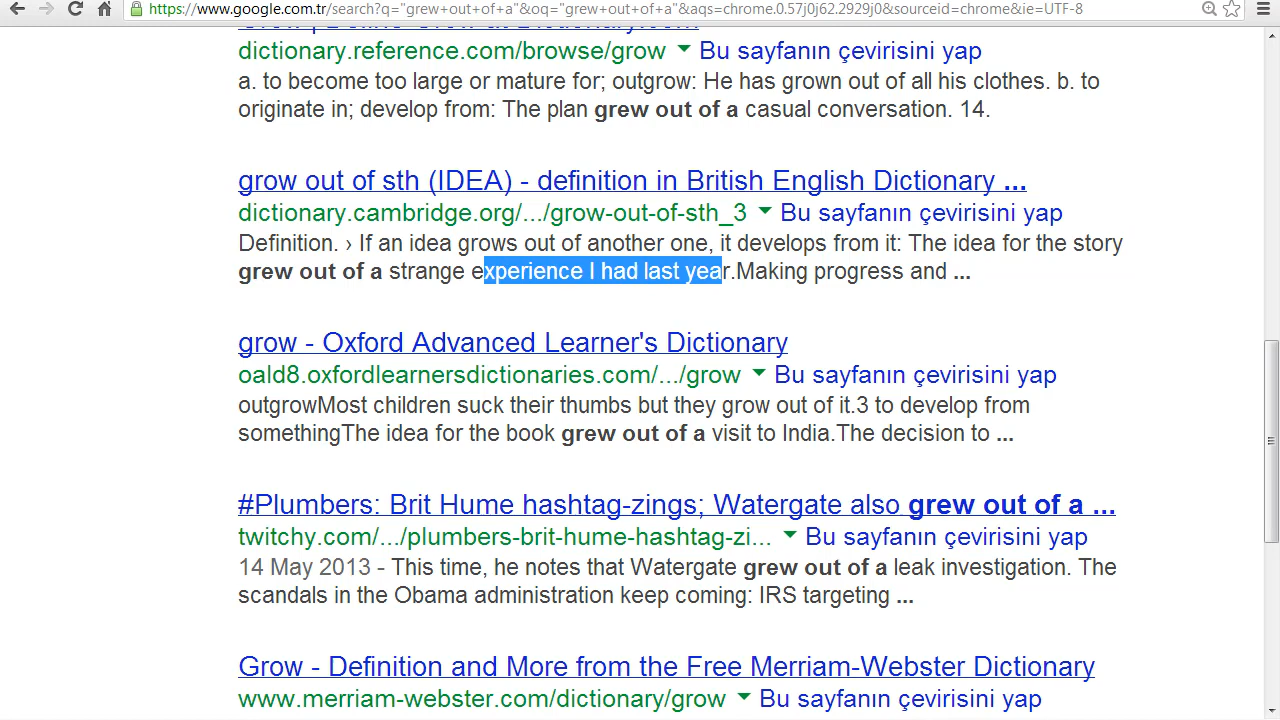 https://www.google.com.tr/search?q="grew+out+of+a"&oq="grew+out+of+a"&aqs=chrome.0.57j0j62.2929j0&sourceid=chrome&ie=UTF-8
dictionary.reference.com/browse/grow Bu sayfanın çevirisini yap
a. to become too large or mature for; outgrow: He has grown out of all his clothes. b. to
originate in; develop from: The plan grew out of a casual conversation. 14.
grow out of sth (IDEA) - definition in British English Dictionary ...
dictionary.cambridge.org/.../grow-out-of-sth_3 Bu sayfanın çevirisini yap
Definition. › If an idea grows out of another one, it develops from it: The idea for the story
grew out of a strange experience I had last year.Making progress and ...
grow - Oxford Advanced Learner's Dictionary
oald8.oxfordlearnersdictionaries.com/.../grow Bu sayfanın çevirisini yap
outgrowMost children suck their thumbs but they grow out of it.3 to develop from
somethingThe idea for the book grew out of a visit to India.The decision to ...
#Plumbers: Brit Hume hashtag-zings; Watergate also grew out of a ...
twitchy.com/.../plumbers-brit-hume-hashtag-zi... Bu sayfanın çevirisini yap
14 May 2013 - This time, he notes that Watergate grew out of a leak investigation. The
scandals in the Obama administration keep coming: IRS targeting ...
Grow - Definition and More from the Free Merriam-Webster Dictionary
www.merriam-webster.com/dictionary/grow Bu sayfanın çevirisini yap